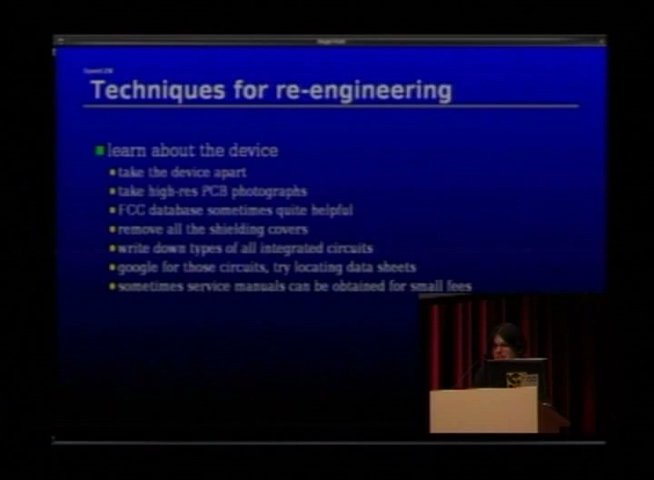 Techniques for re-engineering
learn about the device
take the device apart
take high-res PCB photographs
FCC database sometimes quite helpful
remove all the shielding covers
write down types of all integrated circuits
google for those circuits, try locating data sheets
sometimes service manuals can be obtained for small fees